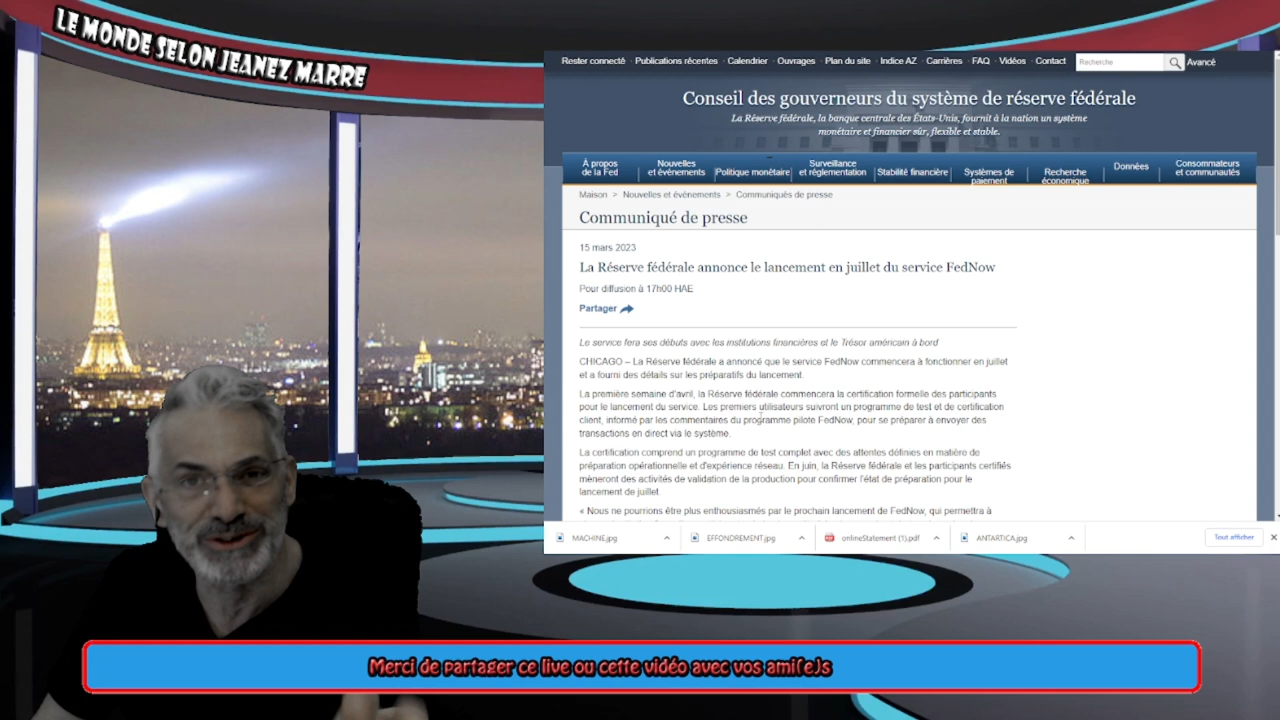 LE MONDE SELON JEANEZ MARRE
Rester connecté · Publications récentes · Calendrier · Ouvrages · Plan du site · Indice AZ · Carrières · FAQ · Vidéos · Contact
Recherche
Avancé
Conseil des gouverneurs du système de réserve fédérale
La Réserve fédérale, la banque centrale des États-Unis, fournit à la nation un système
monétaire et financier sûr, flexible et stable.
À propos
de la Fed
Nouvelles
et événements
Politique monétaire
Surveillance
et réglementation
Stabilité financière
Systèmes de
paiement
Recherche
économique
Données
Consommateurs
et communautés
Maison > Nouvelles et événements > Communiqués de presse
Communiqué de presse
15 mars 2023
La Réserve fédérale annonce le lancement en juillet du service FedNow
Pour diffusion à 17h00 HAE
Partager
Le service fera ses débuts avec les institutions financières et le Trésor américain à bord
CHICAGO – La Réserve fédérale a annoncé que le service FedNow commencera à fonctionner en juillet
et a fourni des détails sur les préparatifs du lancement.
La première semaine d'avril, la Réserve fédérale commencera la certification formelle des participants
pour le lancement du service. Les premiers utilisateurs suivront un programme de test et de certification
client, informé par les commentaires du programme pilote FedNow, pour se préparer à envoyer des
transactions en direct via le système.
La certification comprend un programme de test complet avec des attentes définies en matière de
préparation opérationnelle et d'expérience réseau. En juin, la Réserve fédérale et les participants certifiés
mèneront des activités de validation de la production pour confirmer l'état de préparation pour le
lancement de juillet.
« Nous ne pourrions être plus enthousiasmés par le prochain lancement de FedNow, qui permettra à
MACHINE.jpg
EFFONDREMENT.jpg
onlineStatement (1).pdf
ANTARTICA.jpg
Tout afficher
Merci de partager ce live ou cette vidéo avec vos ami(e)s